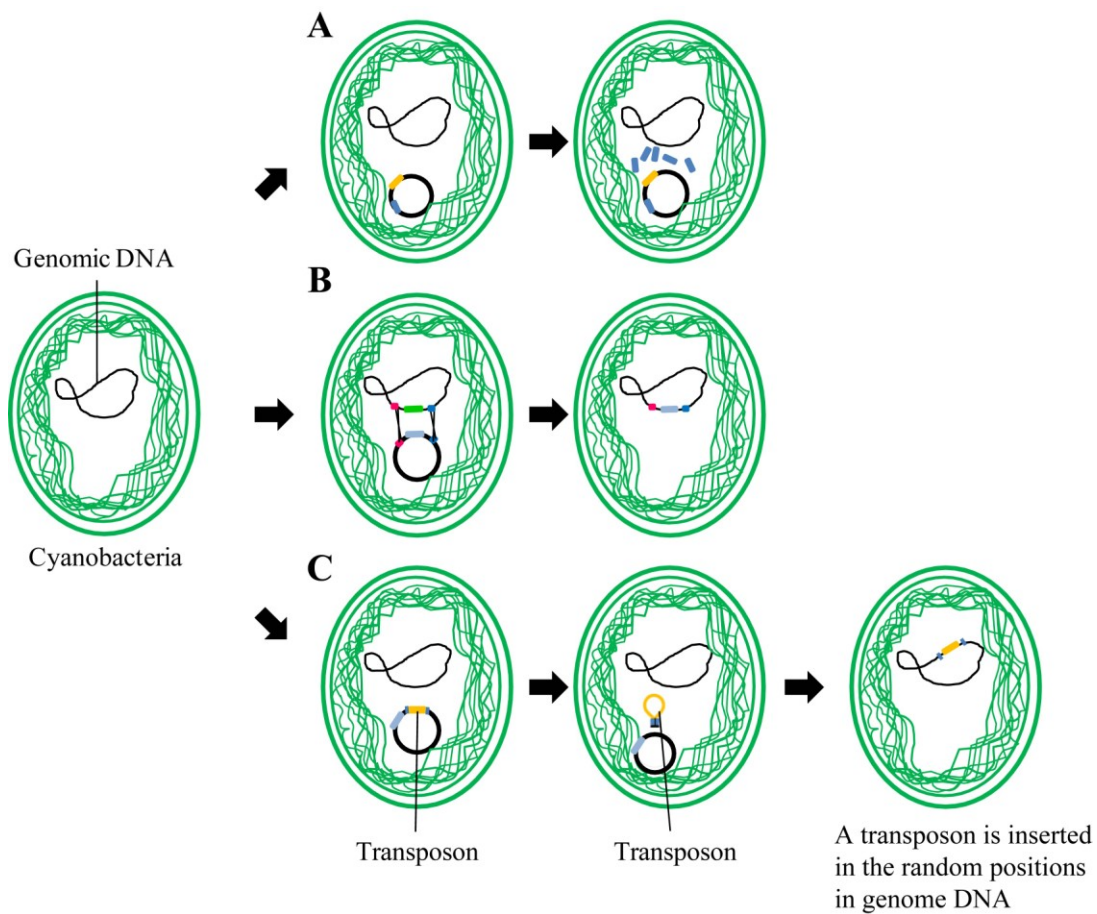 A
Genomic DNA
B
Cyanobacteria
C
Transposon
Transposon
A transposon is inserted
in the random positions
in genome DNA